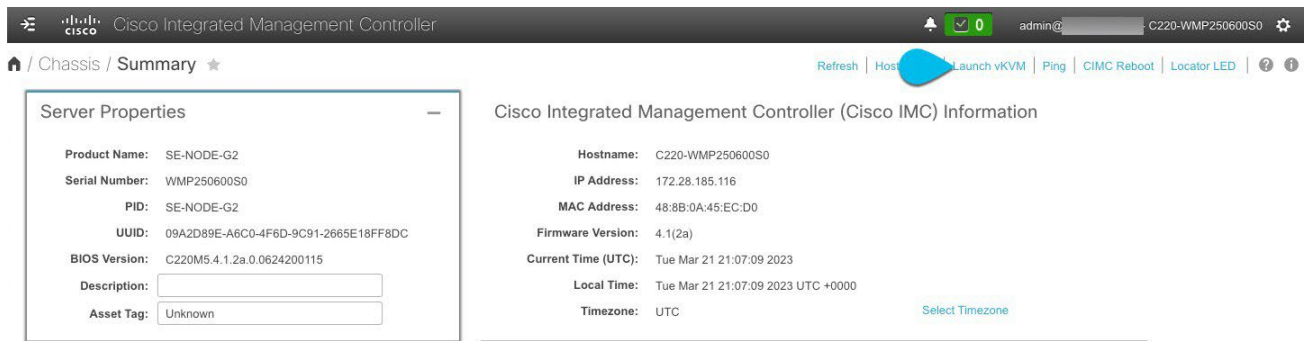 cisco Cisco Integrated Management Controller 0 admin@ C220-WMP250600S0
/ Chassis / Summary Refresh | Host | Launch vKVM | Ping | CIMC Reboot | Locator LED |
Server Properties
Product Name: SE-NODE-G2
Serial Number: WMP250600S0
PID: SE-NODE-G2
UUID: 09A2D89E-A6C0-4F6D-9C91-2665E18FF8DC
BIOS Version: C220M5.4.1.2a.0.0624200115
Description:
Asset Tag: Unknown
Cisco Integrated Management Controller (Cisco IMC) Information
Hostname: C220-WMP250600S0
IP Address: 172.28.185.116
MAC Address: 48:8B:0A:45:EC:D0
Firmware Version: 4.1(2a)
Current Time (UTC): Tue Mar 21 21:07:09 2023
Local Time: Tue Mar 21 21:07:09 2023 UTC +0000
Timezone: UTC Select Timezone